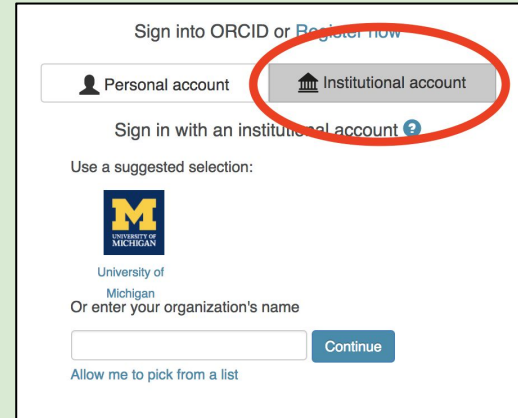 Sign into ORCID or Register now
Personal account
Institutional account
Sign in with an institutional account ?
Use a suggested selection:
M
UNIVERSITY OF
MICHIGAN
University of
Michigan
Or enter your organization's name
Continue
Allow me to pick from a list